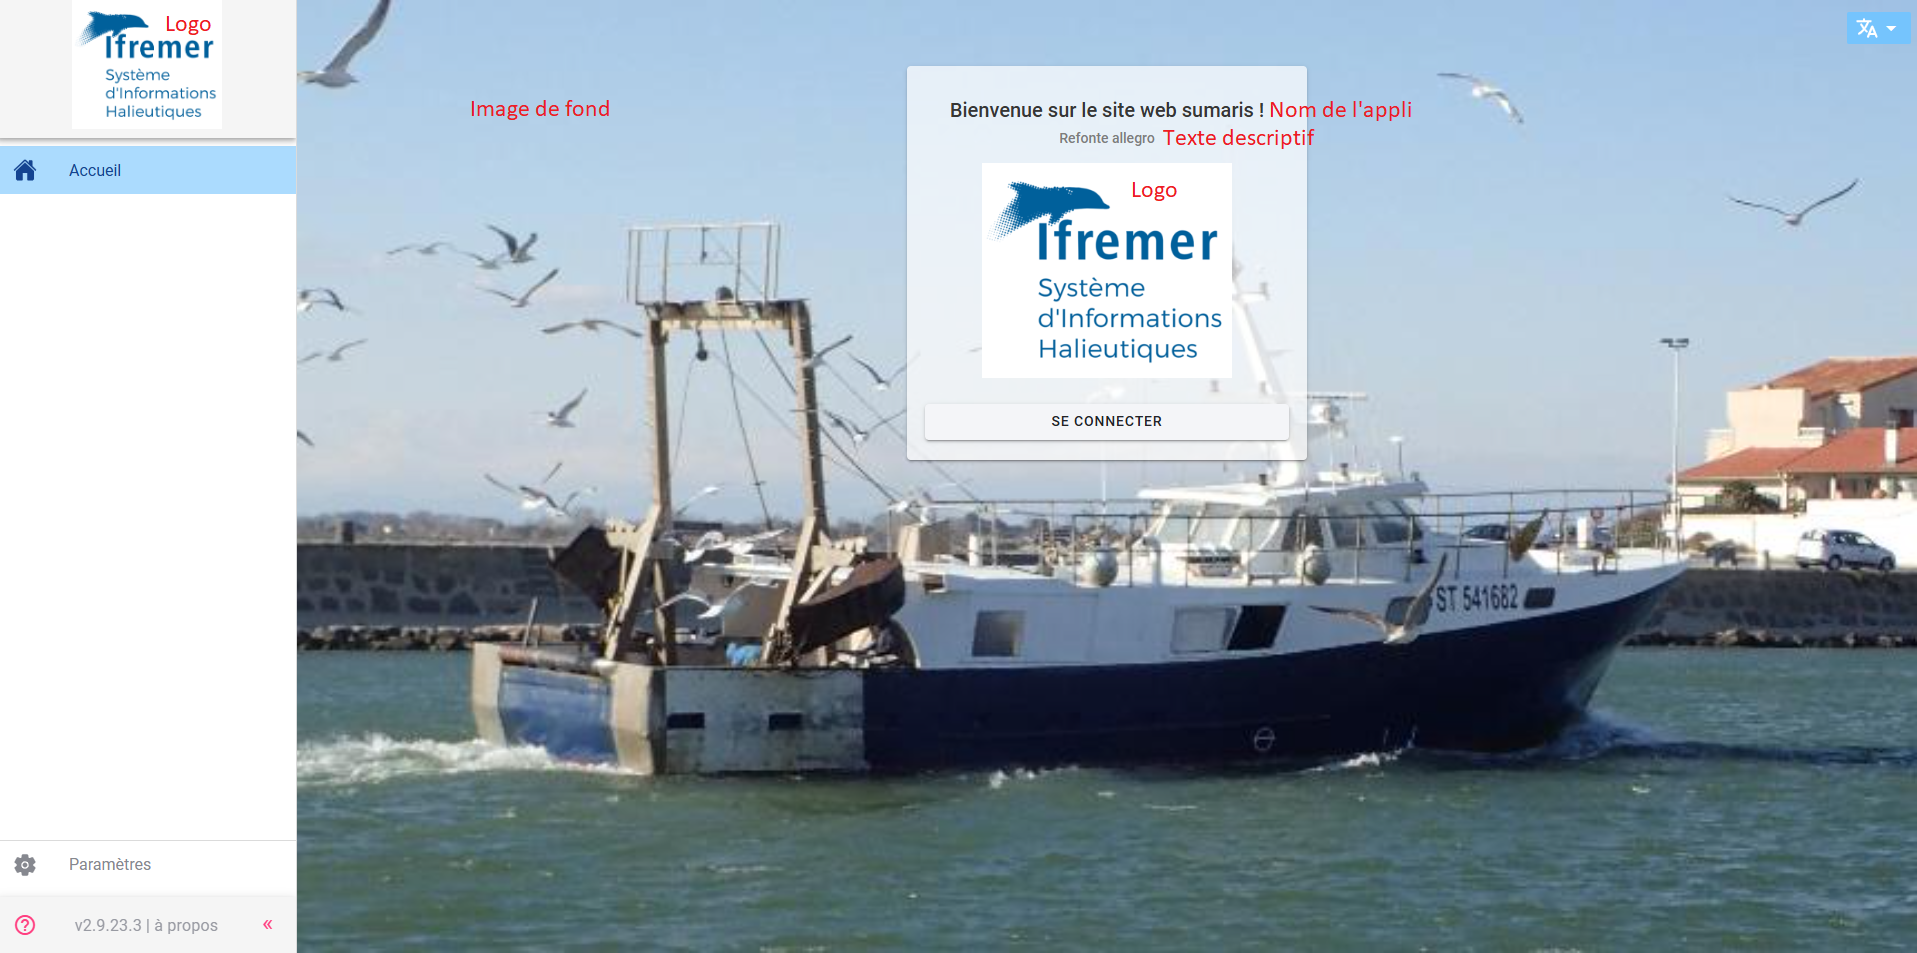 Logo
Ifremer
Système
d'Informations
Halieutiques
Accueil
Paramètres
v2.9.23.3 | à propos «
Image de fond
Bienvenue sur le site web sumaris ! Nom de l'appli
Refonte allegro Texte descriptif
Logo
Ifremer
Système
d'Informations
Halieutiques
SE CONNECTER
ST 541682